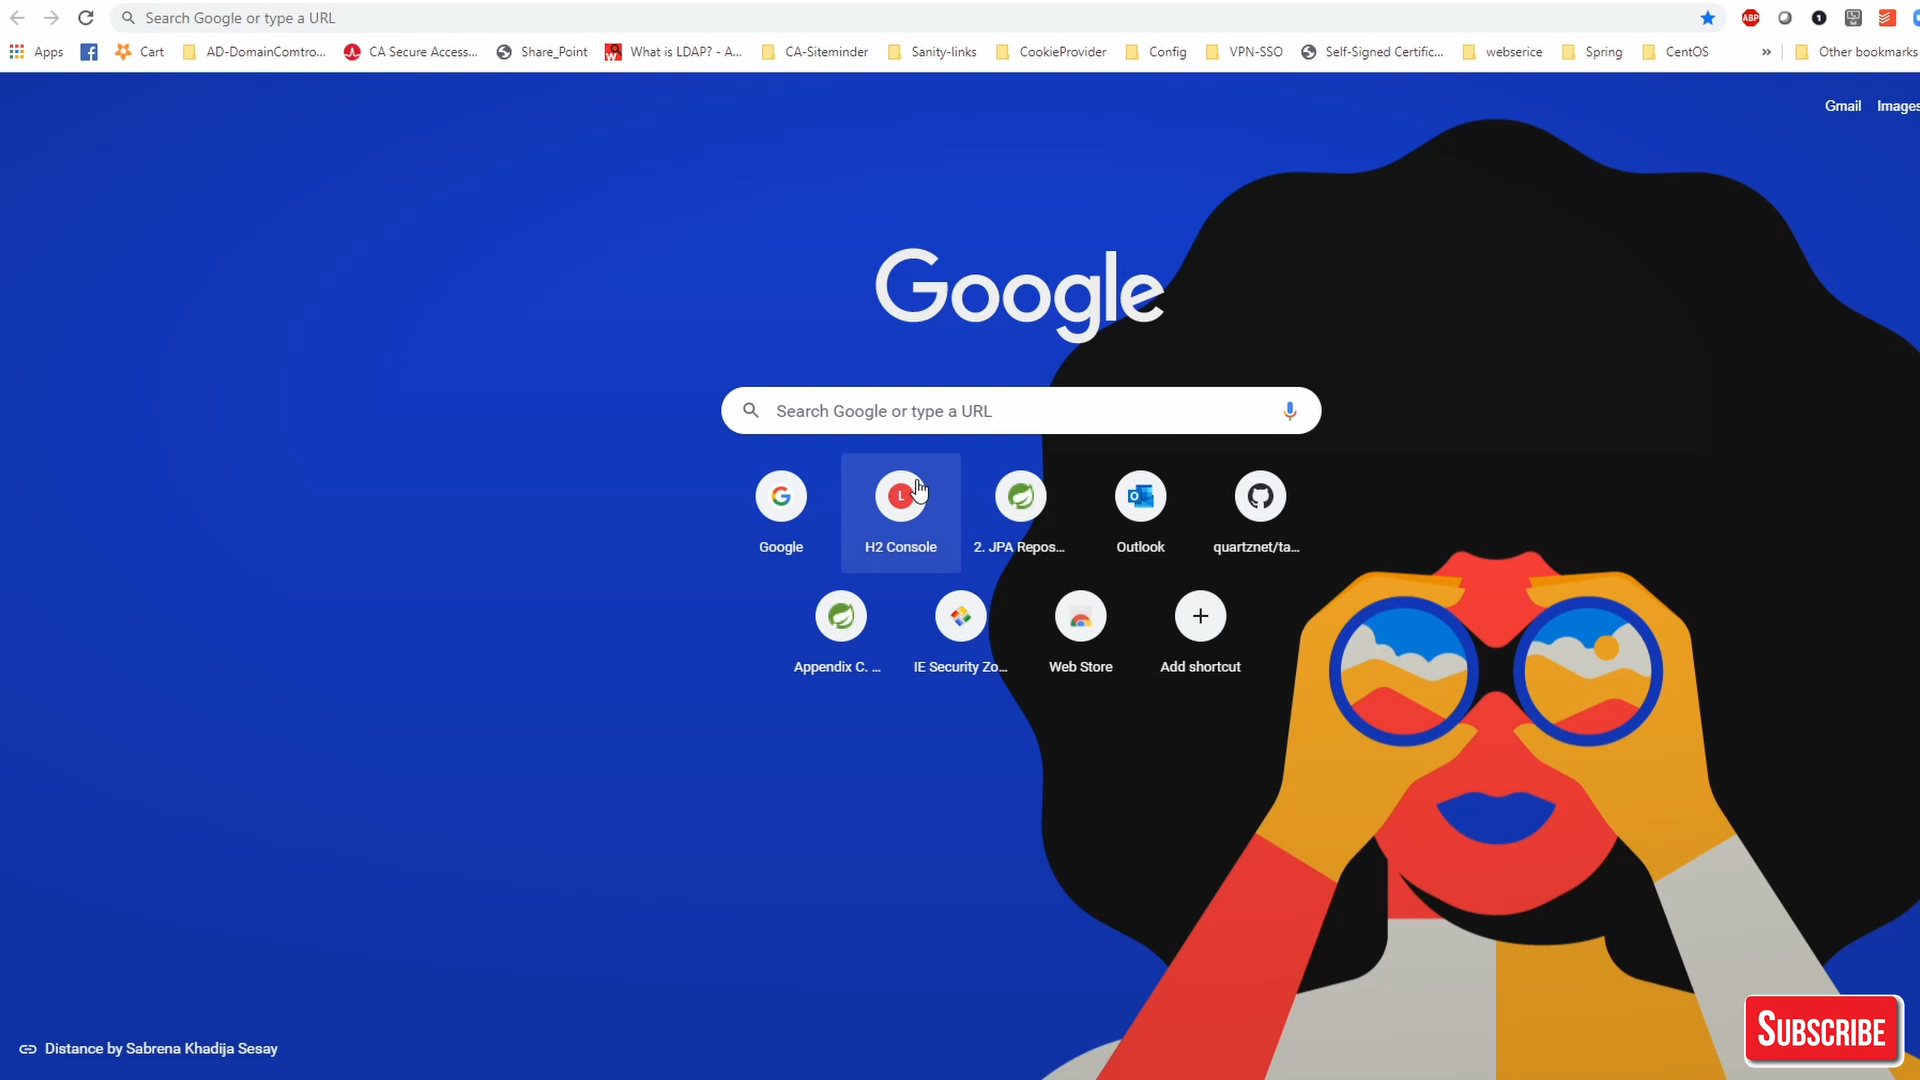 Search Google or type a URL
ABP
1
Apps
Cart
AD-DomainComtro...
CA Secure Access...
Share_Point
What is LDAP? - A...
CA-Siteminder
Sanity-links
CookieProvider
Config
VPN-SSO
Self-Signed Certific...
webserice
Spring
CentOS
»
Other bookmarks
Gmail
Images
Google
Search Google or type a URL
L
Google
H2 Console
2. JPA Repos...
Outlook
quartznet/ta...
Appendix C. ...
IE Security Zo...
Web Store
Add shortcut
Distance by Sabrena Khadija Sesay
SUBSCRIBE